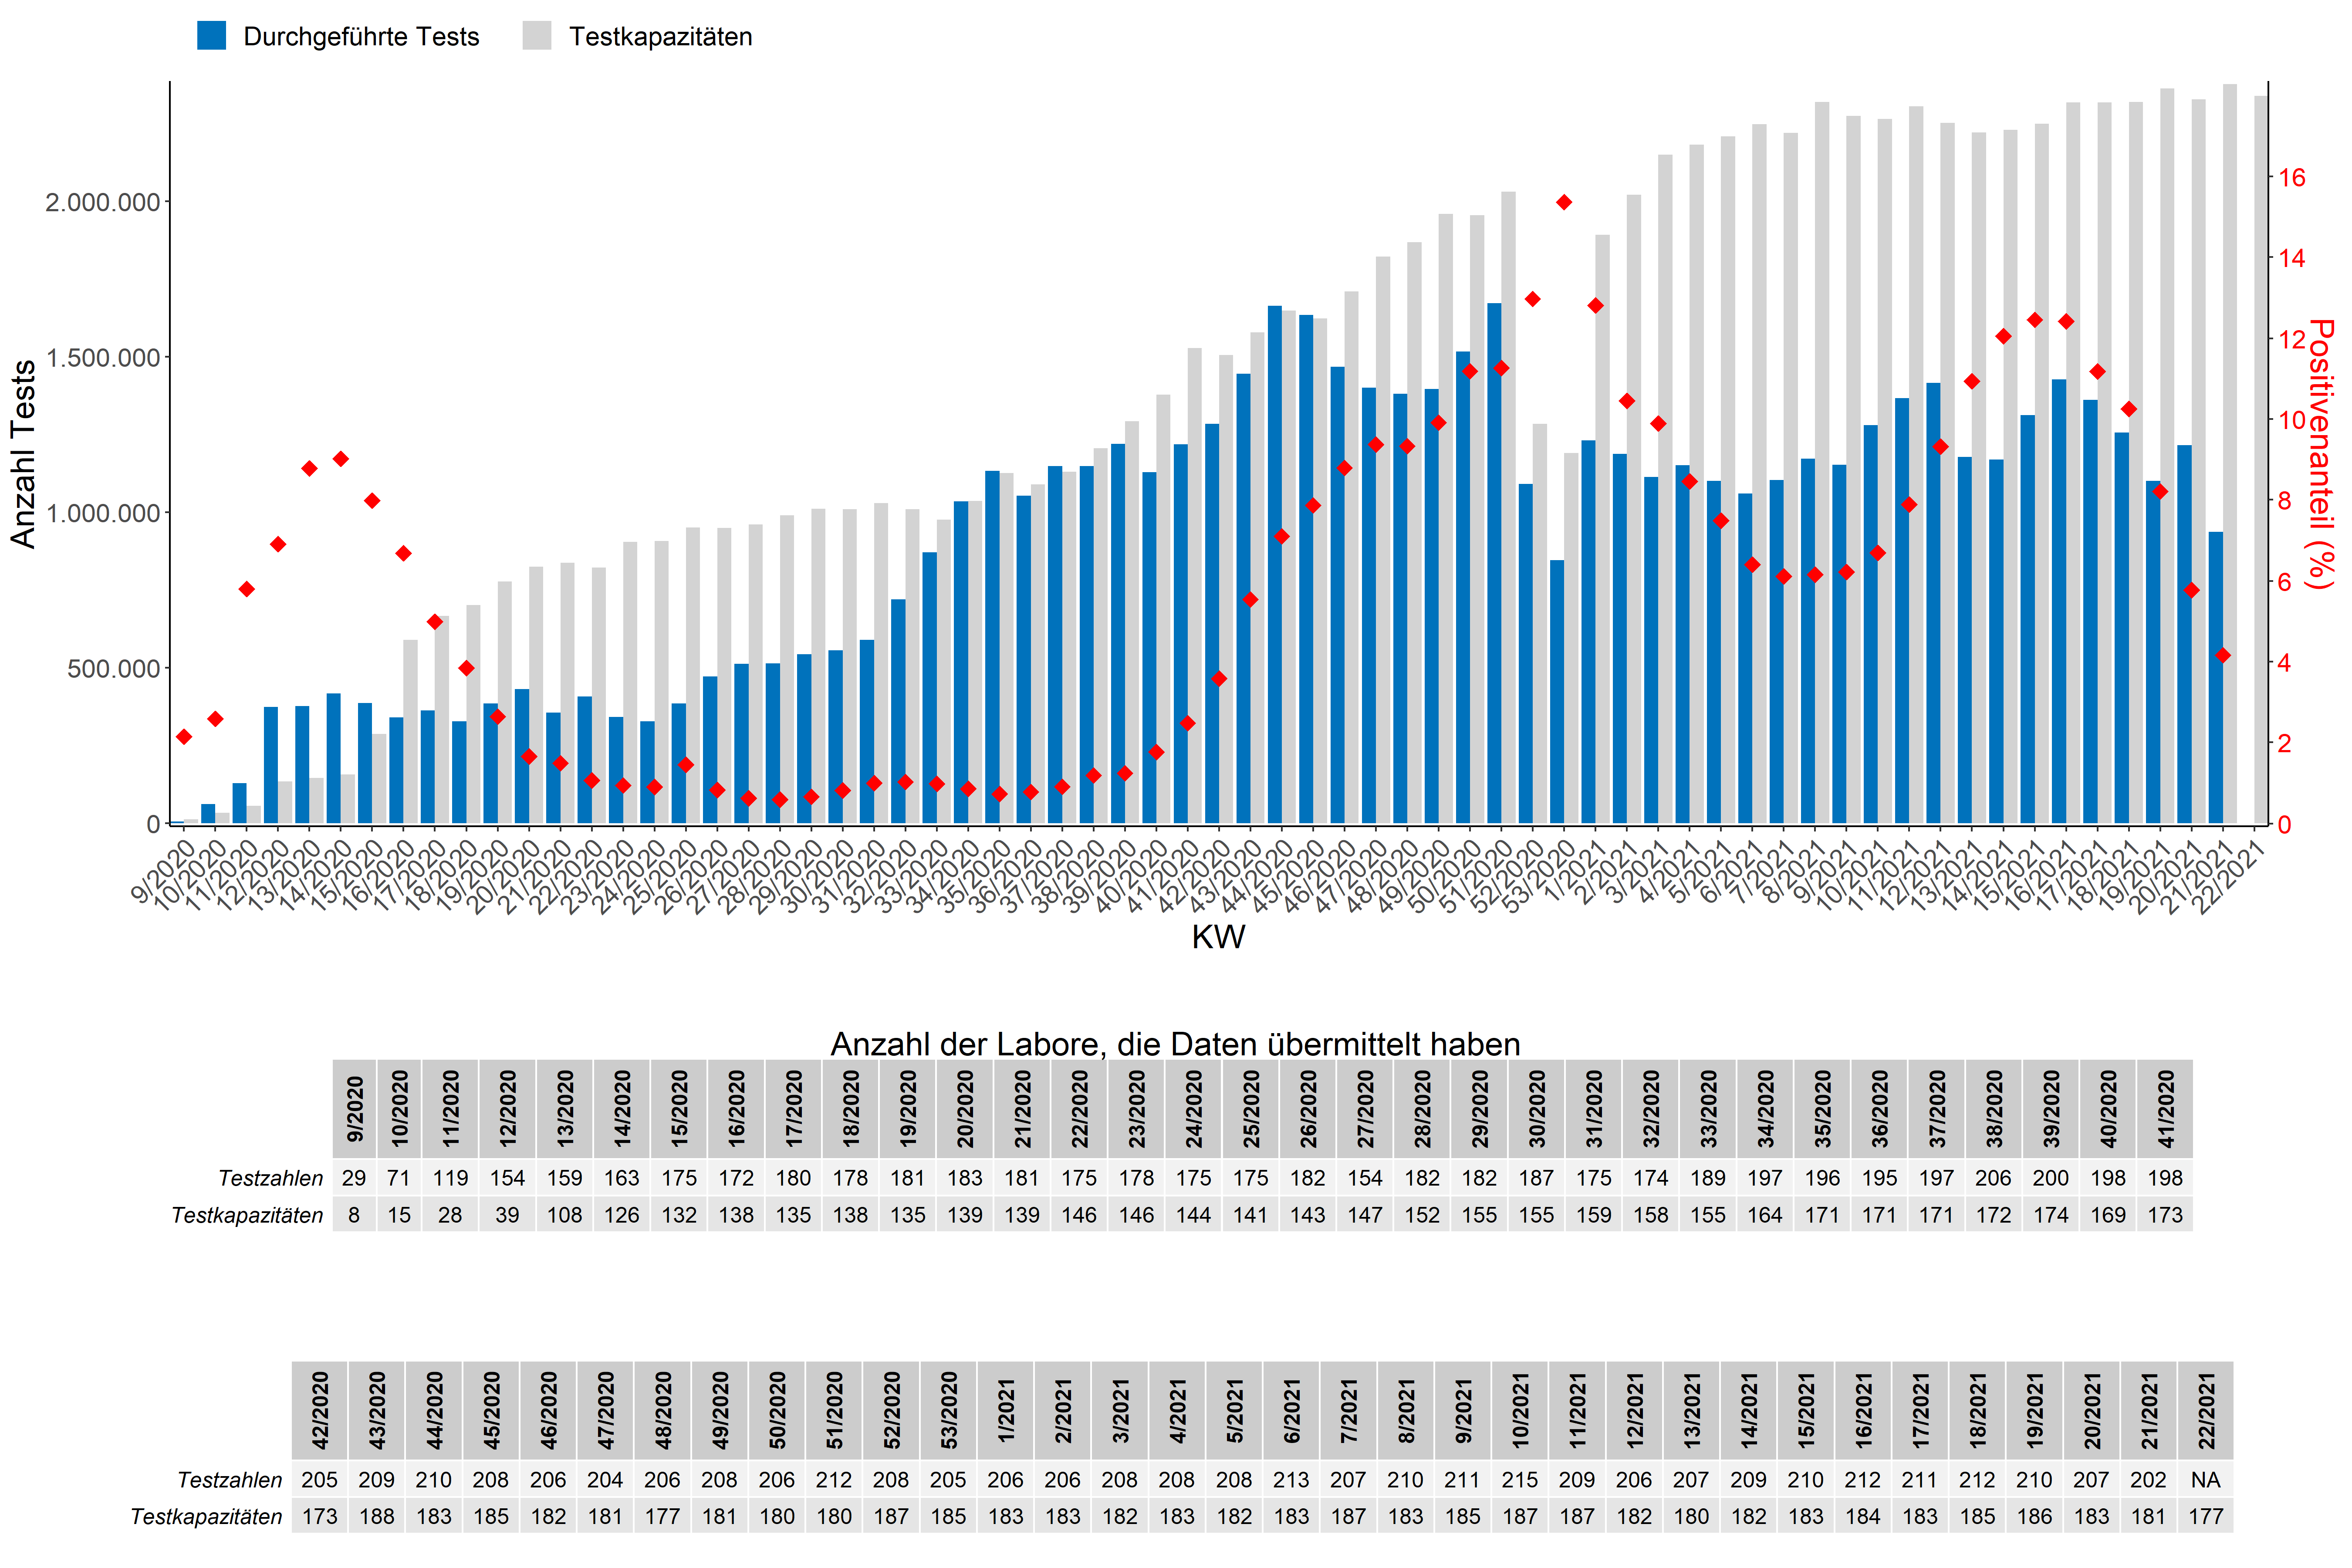 Durchgeführte Tests Testkapazitäten
Anzahl Tests
2.000.000
1.500.000
1.000.000
500.000
0
Positivenanteil (%)
16
14
12
10
8
6
4
2
0
9/2020 10/2020 11/2020 12/2020 13/2020 14/2020 15/2020 16/2020 17/2020 18/2020 19/2020 20/2020 21/2020 22/2020 23/2020 24/2020 25/2020 26/2020 27/2020 28/2020 29/2020 30/2020 31/2020 32/2020 33/2020 34/2020 35/2020 36/2020 37/2020 38/2020 39/2020 40/2020 41/2020 42/2020 43/2020 44/2020 45/2020 46/2020 47/2020 48/2020 49/2020 50/2020 51/2020 52/2020 53/2020 1/2021 2/2021 3/2021 4/2021 5/2021 6/2021 7/2021 8/2021 9/2021 10/2021 11/2021 12/2021 13/2021 14/2021 15/2021 16/2021 17/2021 18/2021 19/2021 20/2021 21/2021 22/2021
KW
Anzahl der Labore, die Daten übermittelt haben
9/2020 10/2020 11/2020 12/2020 13/2020 14/2020 15/2020 16/2020 17/2020 18/2020 19/2020 20/2020 21/2020 22/2020 23/2020 24/2020 25/2020 26/2020 27/2020 28/2020 29/2020 30/2020 31/2020 32/2020 33/2020 34/2020 35/2020 36/2020 37/2020 38/2020 39/2020 40/2020 41/2020
Testzahlen 29 71 119 154 159 163 175 172 180 178 181 183 181 175 178 175 175 182 154 182 182 187 175 174 189 197 196 195 197 206 200 198 198
Testkapazitäten 8 15 28 39 108 126 132 138 135 138 135 139 139 146 146 144 141 143 147 152 155 155 159 158 155 164 171 171 171 172 174 169 173
42/2020 43/2020 44/2020 45/2020 46/2020 47/2020 48/2020 49/2020 50/2020 51/2020 52/2020 53/2020 1/2021 2/2021 3/2021 4/2021 5/2021 6/2021 7/2021 8/2021 9/2021 10/2021 11/2021 12/2021 13/2021 14/2021 15/2021 16/2021 17/2021 18/2021 19/2021 20/2021 21/2021 22/2021
Testzahlen 205 209 210 208 206 204 206 208 206 212 208 205 206 206 208 208 208 213 207 210 211 215 209 206 207 209 210 212 211 212 210 207 202 NA
Testkapazitäten 173 188 183 185 182 181 177 181 180 180 187 185 183 183 182 183 182 183 187 183 185 187 187 182 180 182 183 184 183 185 186 183 181 177